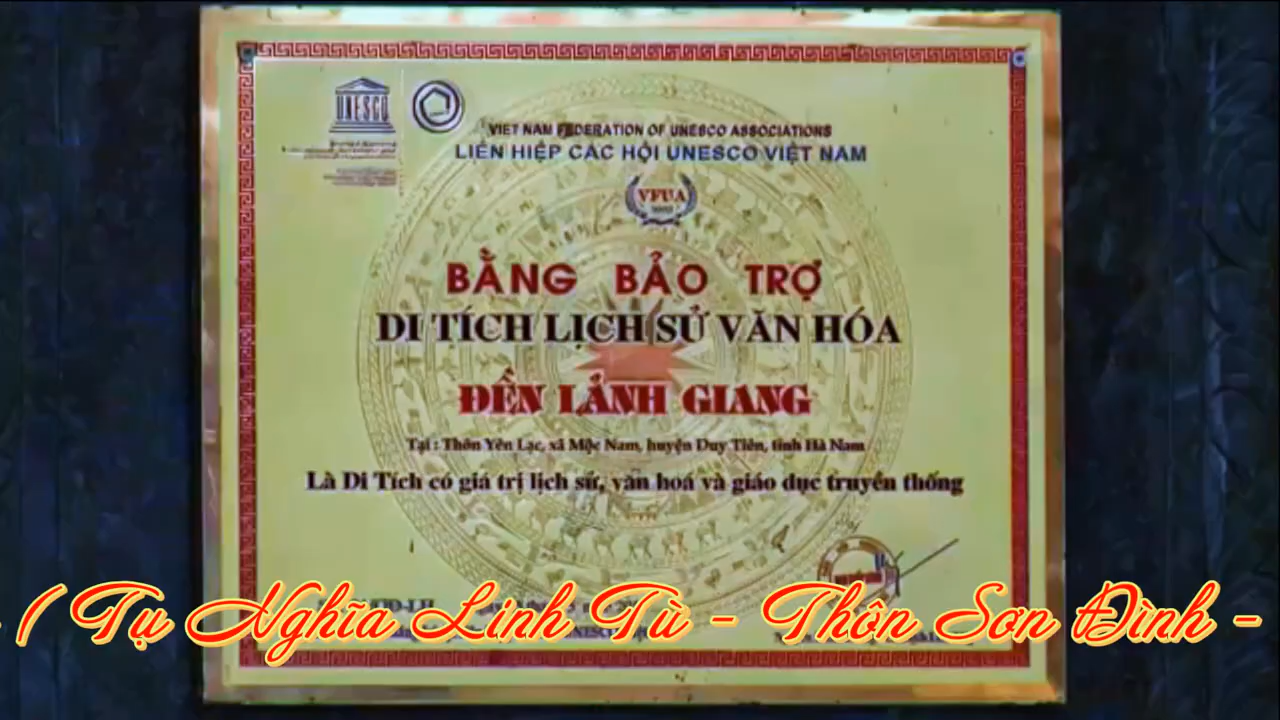 UNESCO
VIET NAM FEDERATION OF UNESCO ASSOCIATIONS
LIÊN HIỆP CÁC HỘI UNESCO VIỆT NAM
VFUA
BẰNG BẢO TRỢ
DI TÍCH LỊCH SỬ VĂN HÓA
ĐỀN LẢNH GIANG
Tại : Thôn Yên Lạc, xã Mộc Nam, huyện Duy Tiên, tỉnh Hà Nam
Là Di Tích có giá trị lịch sử, văn hoá và giáo dục truyền thống
( Tụ Nghĩa Linh Từ - Thôn Sơn Đình -